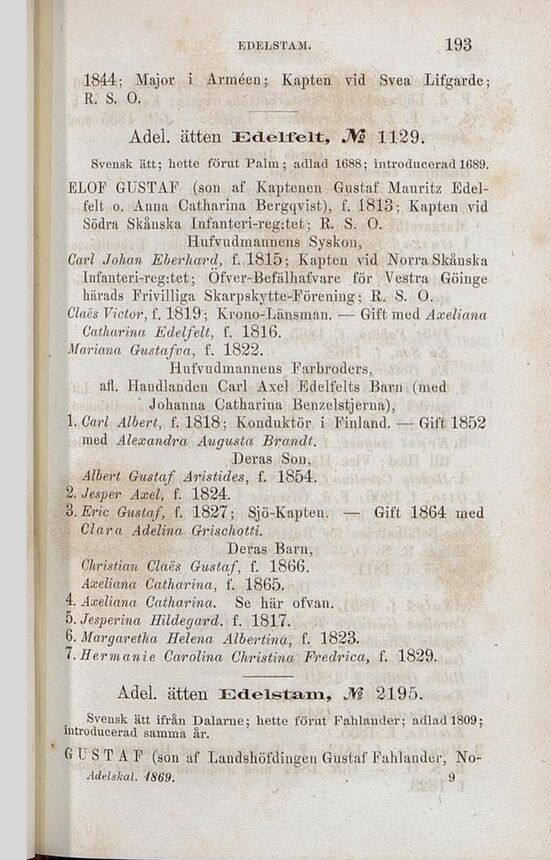 EDELSTAM. 193
1844; Major i Arméen; Kapten vid Svea Lifgarde;
R. S. O.
Adel. ätten Edelfelt, № 1129.
Svensk ätt; hette förut Palm; adlad 1688; introducerad 1689.
ELOF GUSTAF (son af Kaptenen Gustaf Mauritz Edel-
felt o. Anna Catharina Bergqvist), f. 1813; Kapten vid
Södra Skånska Infanteri-reg:tet; R. S. O.
Hufvudmannens Syskon,
Carl Johan Eberhard, f. 1815; Kapten vid Norra Skånska
Infanteri-reg:tet; Öfver-Befälhafvare för Vestra Göinge
härads Frivilliga Skarpskytte-Förening; R. S. O.
Claës Victor, f. 1819; Krono-Länsman. — Gift med Axeliana
Catharina Edelfelt, f. 1816.
Mariana Gustafva, f. 1822.
Hufvudmannens Farbroders,
afl. Handlanden Carl Axel Edelfelts Barn (med
Johanna Catharina Benzelstjerna),
1. Carl Albert, f. 1818; Konduktör i Finland. — Gift 1852
med Alexandra Augusta Brandt.
Deras Son,
Albert Gustaf Aristides, f. 1854.
2. Jesper Axel, f. 1824.
3. Eric Gustaf, f. 1827; Sjö-Kapten. — Gift 1864 med
Clara Adelina Grischotti.
Deras Barn,
Christian Claës Gustaf, f. 1866.
Axeliana Catharina, f. 1865.
4. Axeliana Catharina. Se här ofvan.
5. Jesperina Hildegard, f. 1817.
6. Margaretha Helena Albertina, f. 1823.
7. Hermanie Carolina Christina Fredrica, f. 1829.
Adel. ätten Edelstam, № 2195.
Svensk ätt ifrån Dalarne; hette förut Fahlander; adlad 1809;
introducerad samma år.
GUSTAF (son af Landshöfdingen Gustaf Fahlander, No-
Adelskal. 1869. 9